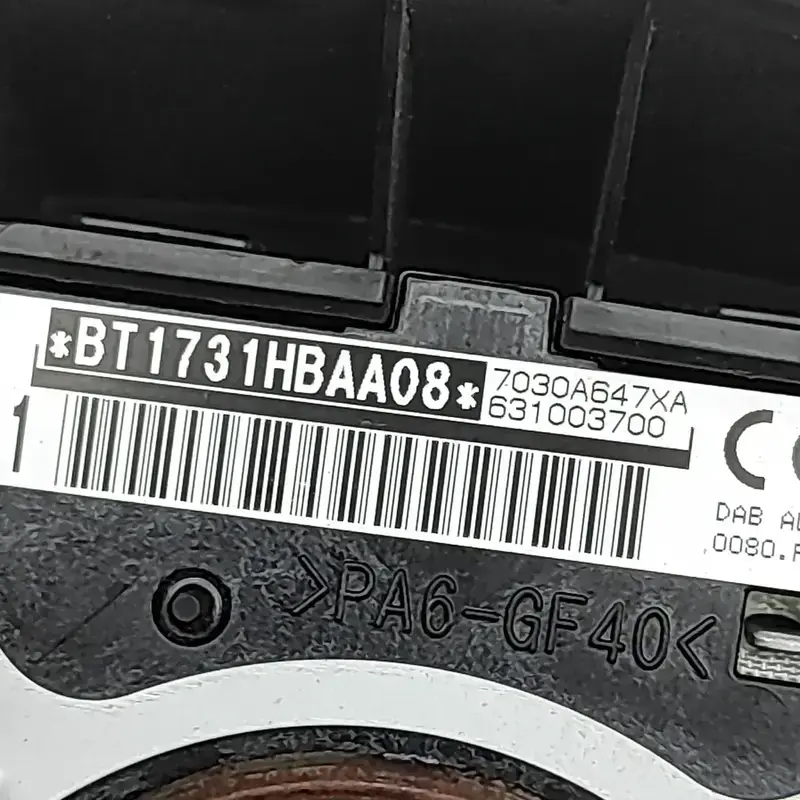 *BT1731HBAA08*
7030A647XA
631003700
1
DAB
0080.
>PA6-GF40<